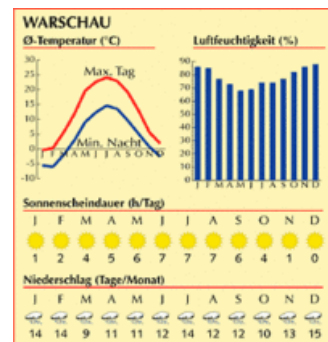 WARSCHAU
Ø-Temperatur (°C)
Luftfeuchtigkeit (%)
30
25
20
15
10
5
0
-5
-10
Max. Tag
Min. Nacht
J F M A M J J A S O N D
90
80
70
60
50
40
30
20
10
0
J F M A M J J A S O N D
Sonnenscheindauer (h/Tag)
J F M A M J J A S O N D
1 2 4 5 6 7 7 7 6 4 1 0
Niederschlag (Tage/Monat)
J F M A M J J A S O N D
14 14 9 11 11 12 14 12 12 10 13 15